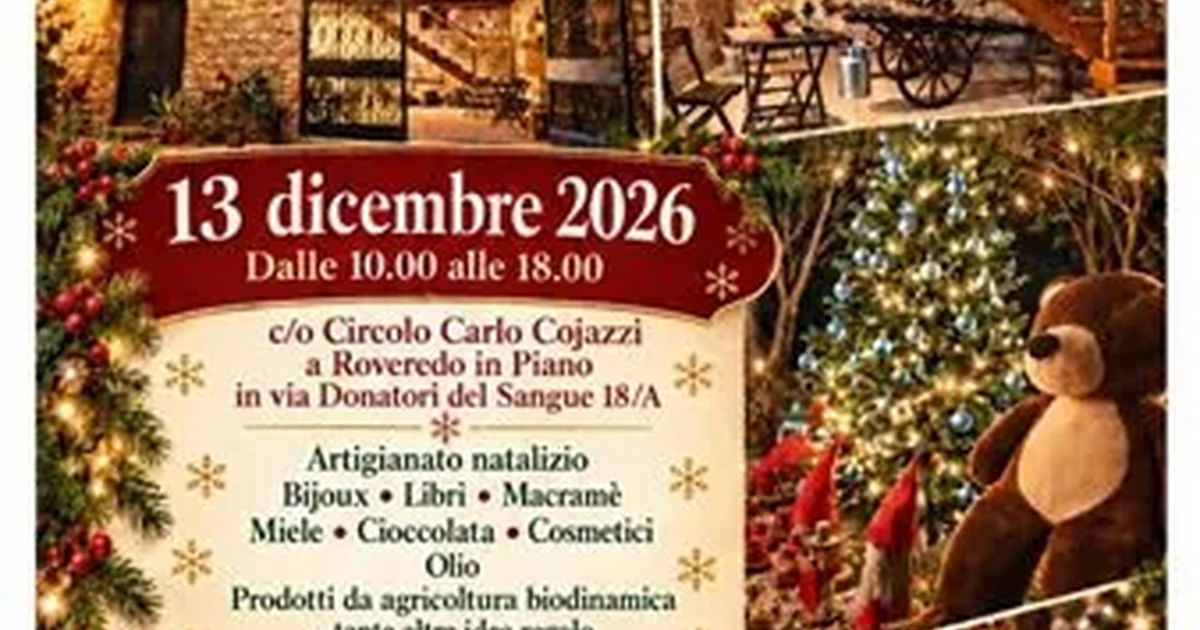 13 dicembre 2026
Dalle 10.00 alle 18.00
c/o Circolo Carlo Cojazzi
a Roveredo in Piano
in via Donatori del Sangue 18/A
Artigianato natalizio
Bijoux • Libri • Macramè
Miele • Cioccolata • Cosmetici
Olio
Prodotti da agricoltura biodinamica